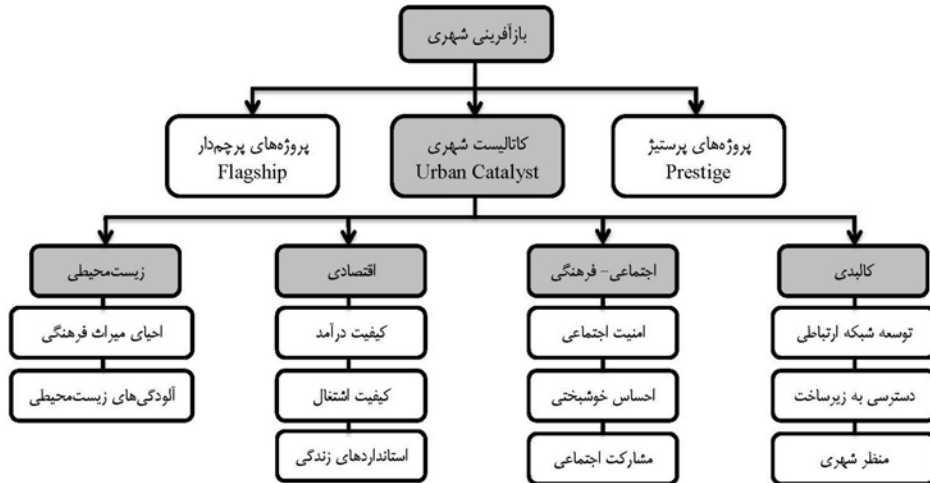 بازآفرینی شهری
پروژه‌های پرستیژ
Prestige
کاتالیست شهری
Urban Catalyst
پروژه‌های پرچم‌دار
Flagship
کالبدی
اجتماعی- فرهنگی
اقتصادی
زیست‌محیطی
توسعه شبکه ارتباطی
امنیت اجتماعی
کیفیت درآمد
احیای میراث فرهنگی
دسترسی به زیرساخت
احساس خوشبختی
کیفیت اشتغال
آلودگی‌های زیست‌محیطی
منظر شهری
مشارکت اجتماعی
استانداردهای زندگی